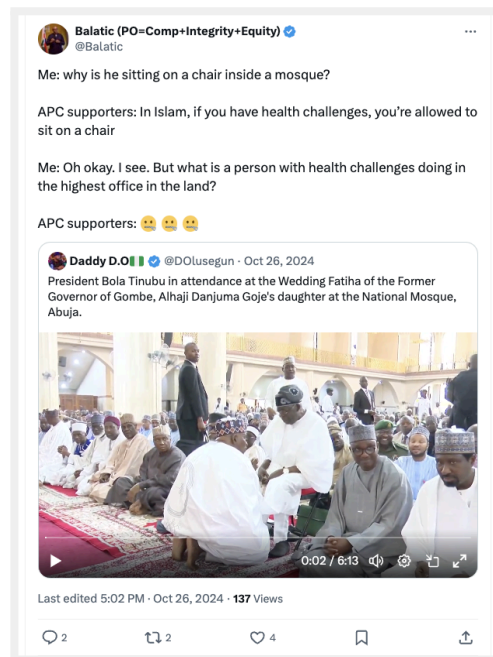 Balatic (PO=Comp+Integrity+Equity)
@Balatic
Me: why is he sitting on a chair inside a mosque?
APC supporters: In Islam, if you have health challenges, you're allowed to
sit on a chair
Me: Oh okay. I see. But what is a person with health challenges doing in
the highest office in the land?
APC supporters: 🤐 🤐 🤐
Daddy D.O🇳🇬 @DOlusegun · Oct 26, 2024
President Bola Tinubu in attendance at the Wedding Fatiha of the Former
Governor of Gombe, Alhaji Danjuma Goje's daughter at the National Mosque,
Abuja.
0:02 / 6:13
Last edited 5:02 PM · Oct 26, 2024 · 137 Views
2 2 4